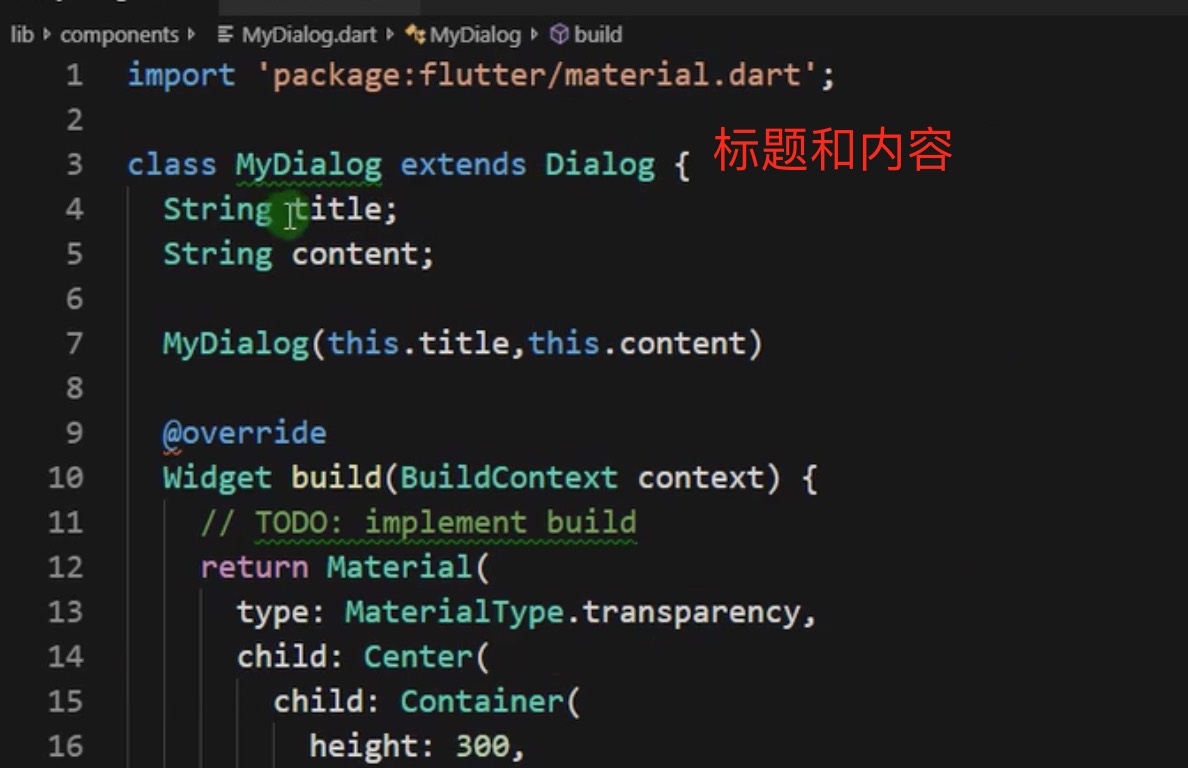 lib components MyDialog.dart MyDialog build
1 import 'package:flutter/material.dart';
2
3 class MyDialog extends Dialog { 标题和内容
4 String title;
5 String content;
6
7 MyDialog(this.title,this.content)
8
9 @override
10 Widget build(BuildContext context) {
11 // TODO: implement build
12 return Material(
13 type: MaterialType.transparency,
14 child: Center(
15 child: Container(
16 height: 300,